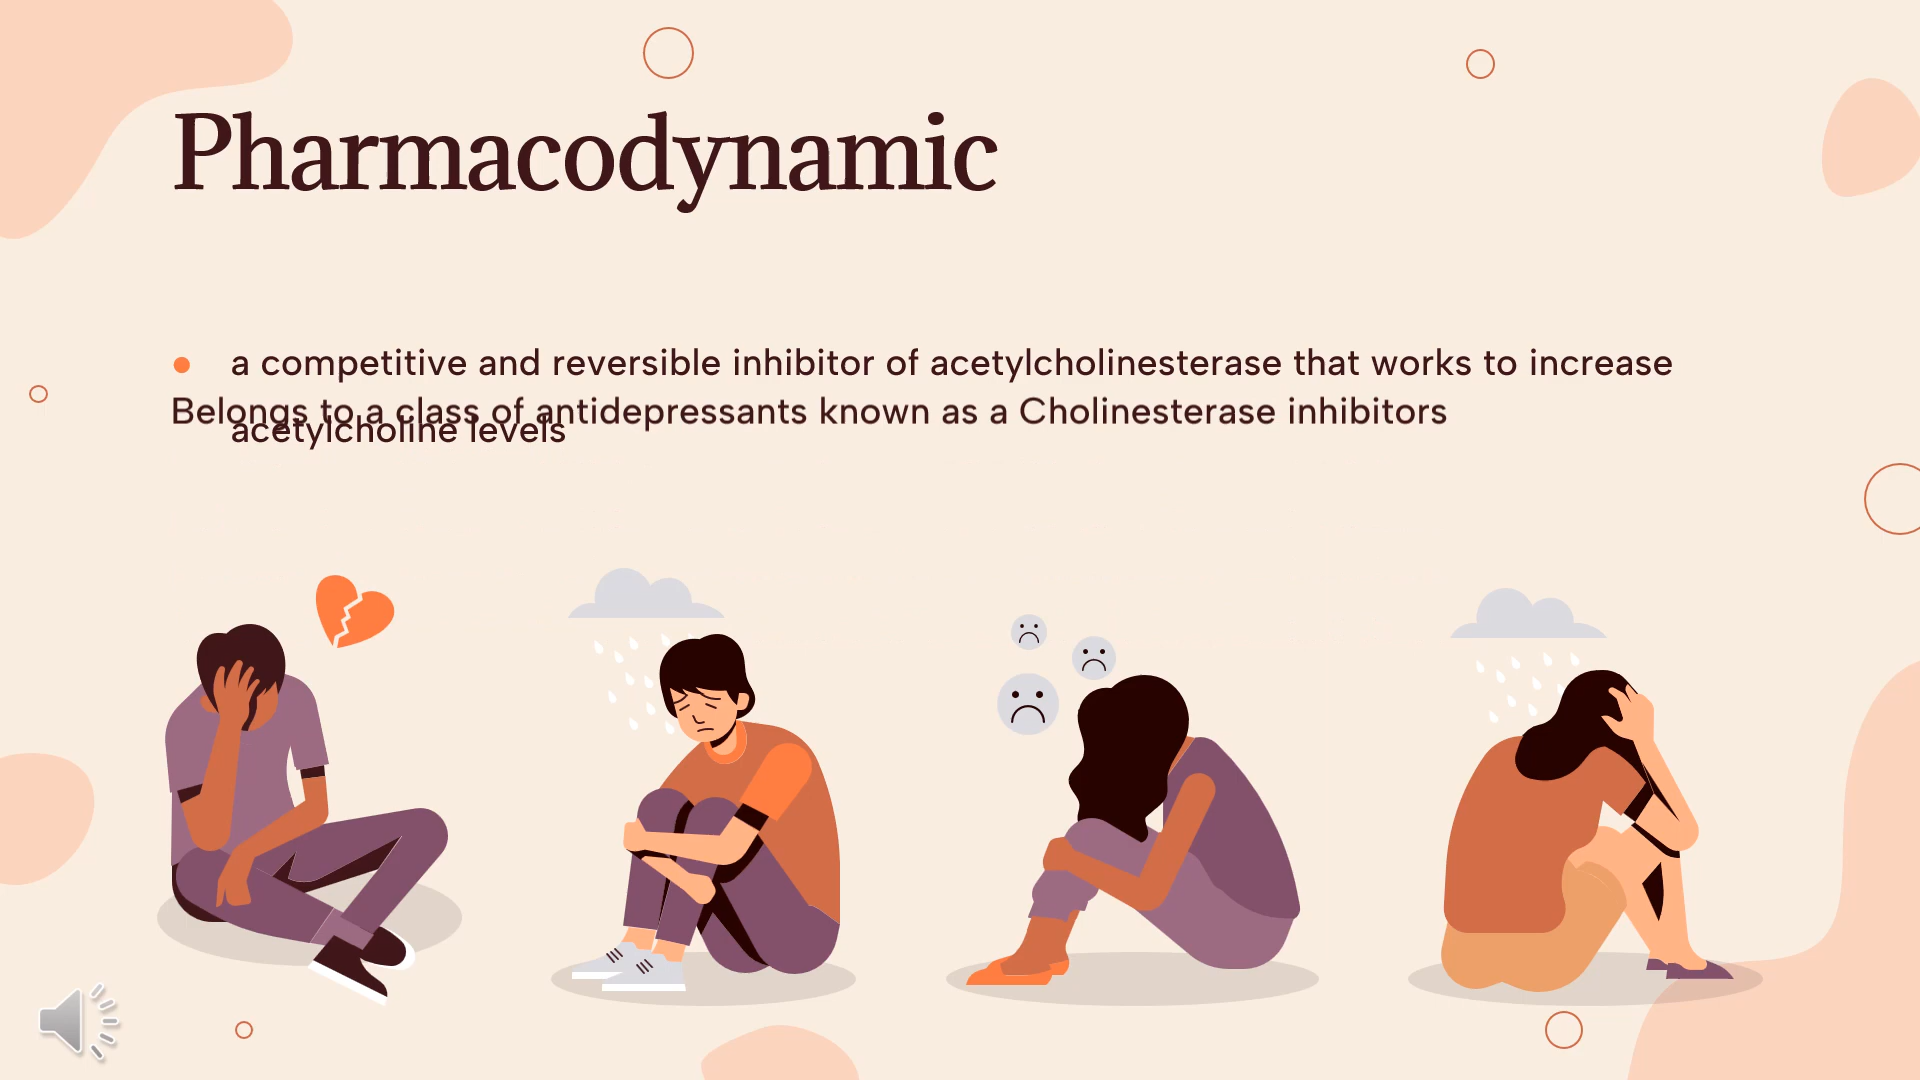 Pharmacodynamic
a competitive and reversible inhibitor of acetylcholinesterase that works to increase
Belongs to a class of antidepressants known as a Cholinesterase inhibitors
acetylcholine levels